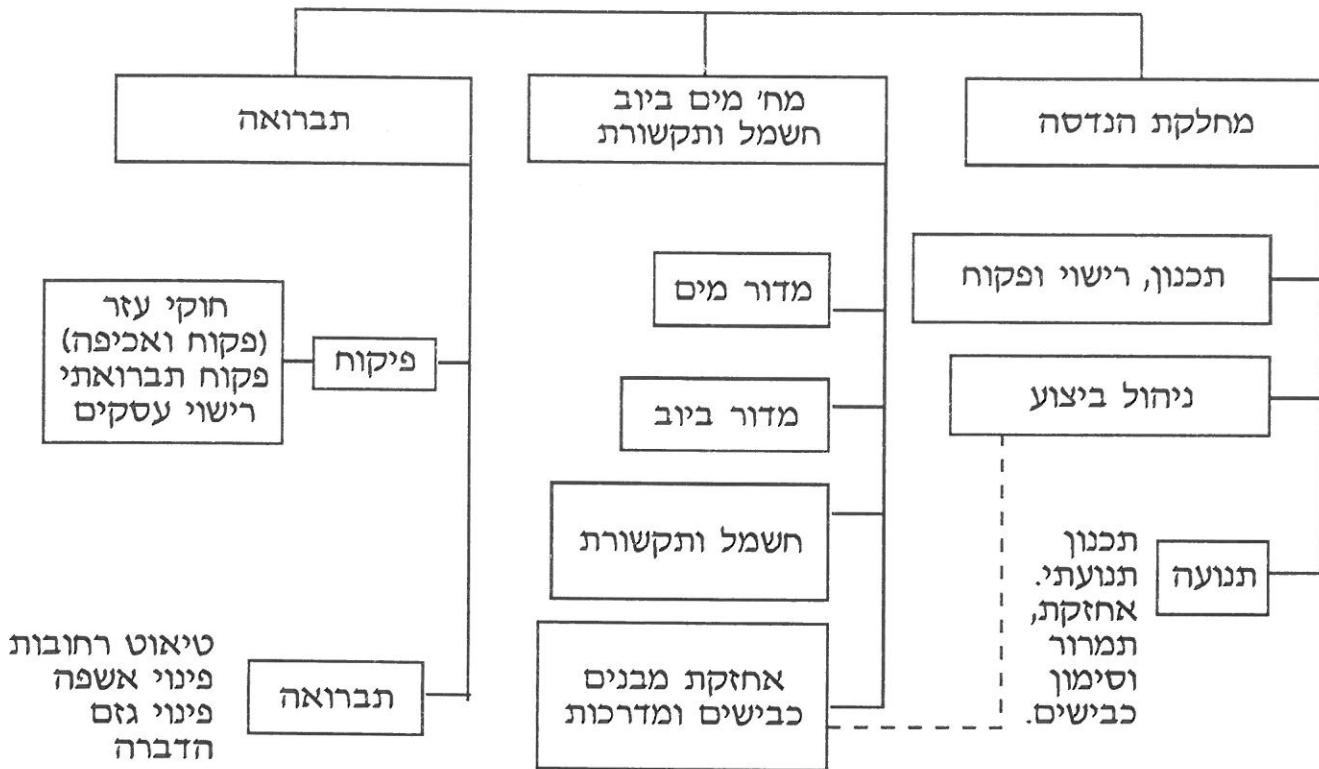 מחלקת הנדסה
תכנון, רישוי ופקוח
ניהול ביצוע
תנועה
תכנון
תנועתי.
אחזקת,
תמרור
וסימון
כבישים.
מח' מים ביוב
חשמל ותקשורת
מדור מים
מדור ביוב
חשמל ותקשורת
אחזקת מבנים
כבישים ומדרכות
תברואה
פיקוח
חוקי עזר
(פקוח ואכיפה)
פקוח תברואתי
רישוי עסקים
תברואה
טיאוט רחובות
פינוי אשפה
פינוי גזם
הדברה